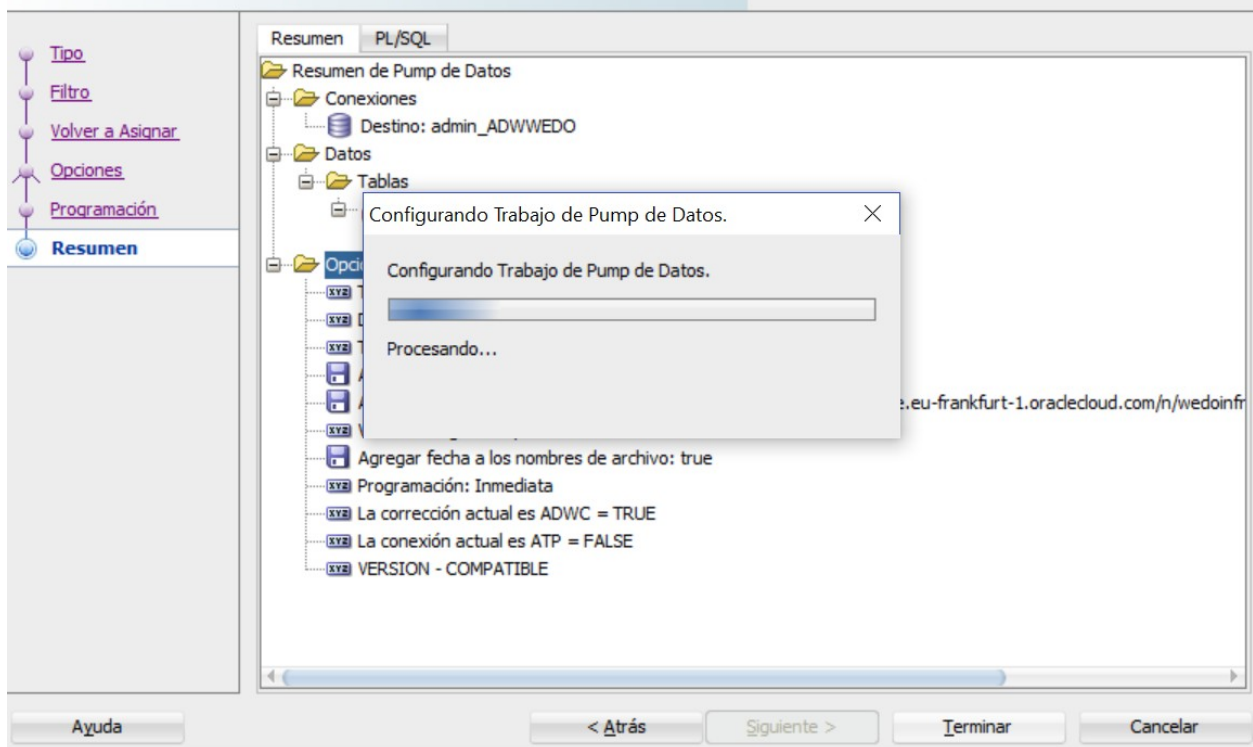 Tipo
Filtro
Volver a Asignar
Opciones
Programación
Resumen
Resumen PL/SQL
Resumen de Pump de Datos
Conexiones
Destino: admin_ADWWEDO
Datos
Tablas
Opci
Configurando Trabajo de Pump de Datos.
Configurando Trabajo de Pump de Datos.
Procesando...
.eu-frankfurt-1.oraclecloud.com/n/wedoinfr
Agregar fecha a los nombres de archivo: true
Programación: Inmediata
La corrección actual es ADWC = TRUE
La conexión actual es ATP = FALSE
VERSION - COMPATIBLE
Ayuda < Atrás Siguiente > Terminar Cancelar